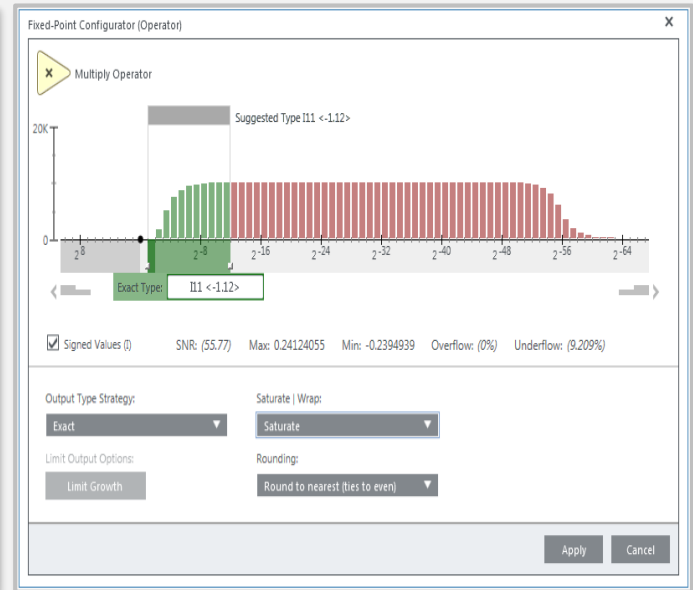 Fixed-Point Configurator (Operator)
X
x
Multiply Operator
Suggested Type I11 <-1.12>
20K
0
2^8 2^-8 2^-16 2^-24 2^-32 2^-40 2^-48 2^-56 2^-64
Exact Type: I11 <-1.12>
Signed Values (I) SNR: (55.77) Max: 0.24124055 Min: -0.2394939 Overflow: (0%) Underflow: (9.209%)
Output Type Strategy: Saturate | Wrap:
Exact Saturate
Limit Output Options: Rounding:
Limit Growth Round to nearest (ties to even)
Apply Cancel